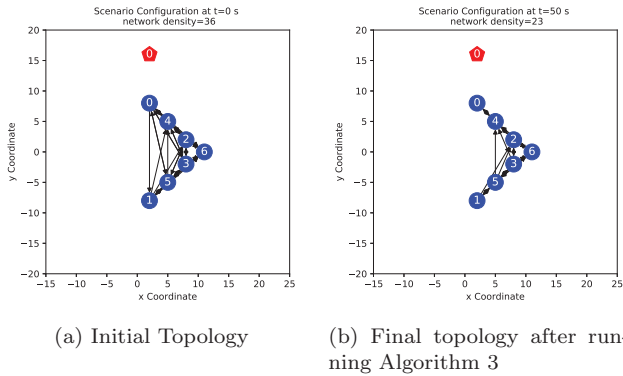 Scenario Configuration at t=0 s
network density=36
20
15
10
5
0
−5
−10
−15
−20
y Coordinate
0
0
4
2
6
3
5
1
−15 −10 −5 0 5 10 15 20 25
x Coordinate
(a) Initial Topology
Scenario Configuration at t=50 s
network density=23
20
15
10
5
0
−5
−10
−15
−20
y Coordinate
0
0
4
2
6
3
5
1
−15 −10 −5 0 5 10 15 20 25
x Coordinate
(b) Final topology after run-
ning Algorithm 3